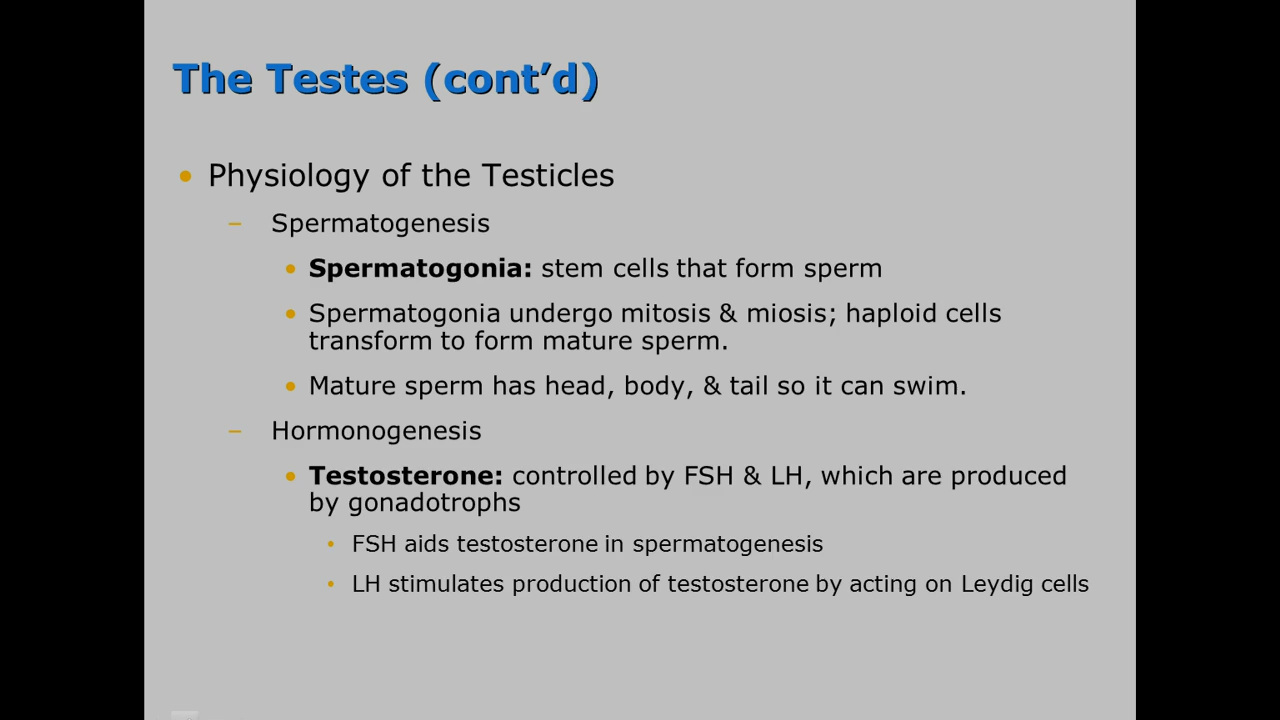 The Testes (cont’d)
• Physiology of the Testicles
– Spermatogenesis
• Spermatogonia: stem cells that form sperm
• Spermatogonia undergo mitosis & miosis; haploid cells
transform to form mature sperm.
• Mature sperm has head, body, & tail so it can swim.
– Hormonogenesis
• Testosterone: controlled by FSH & LH, which are produced
by gonadotrophs
• FSH aids testosterone in spermatogenesis
• LH stimulates production of testosterone by acting on Leydig cells